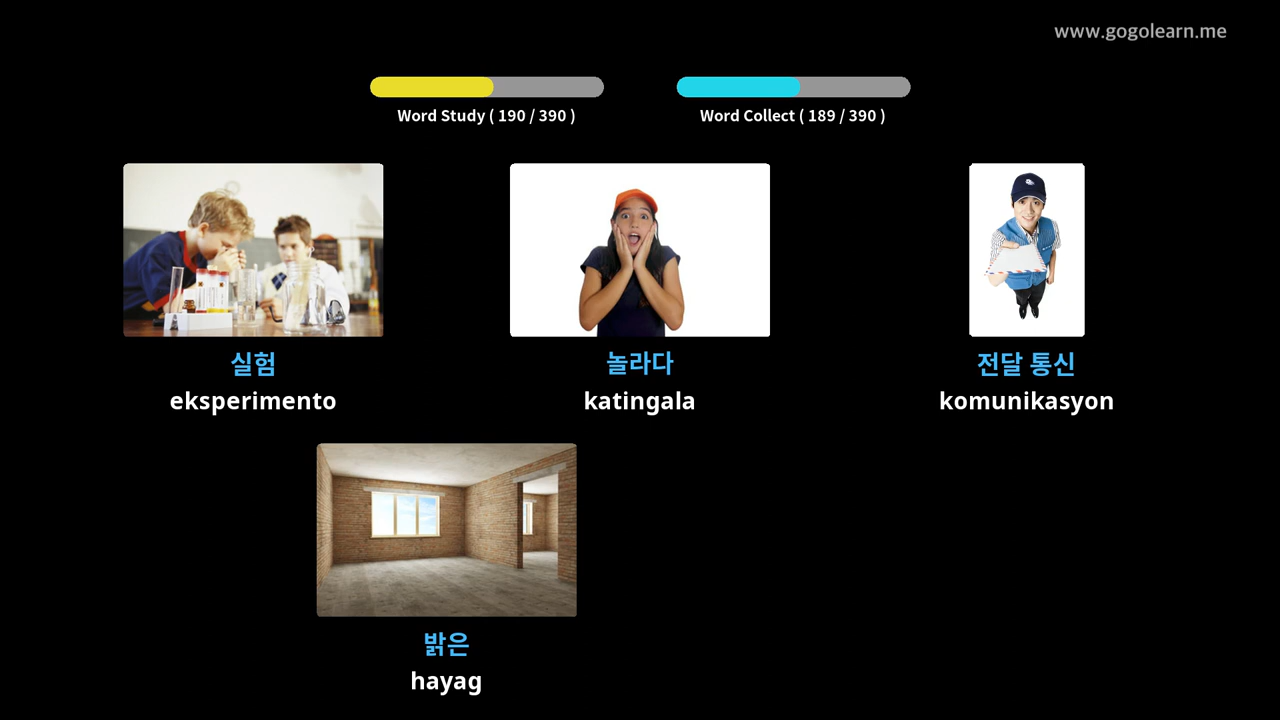 www.gogolearn.me
Word Study ( 190 / 390 )
Word Collect ( 189 / 390 )
실험
eksperimento
놀라다
katingala
전달 통신
komunikasyon
밝은
hayag